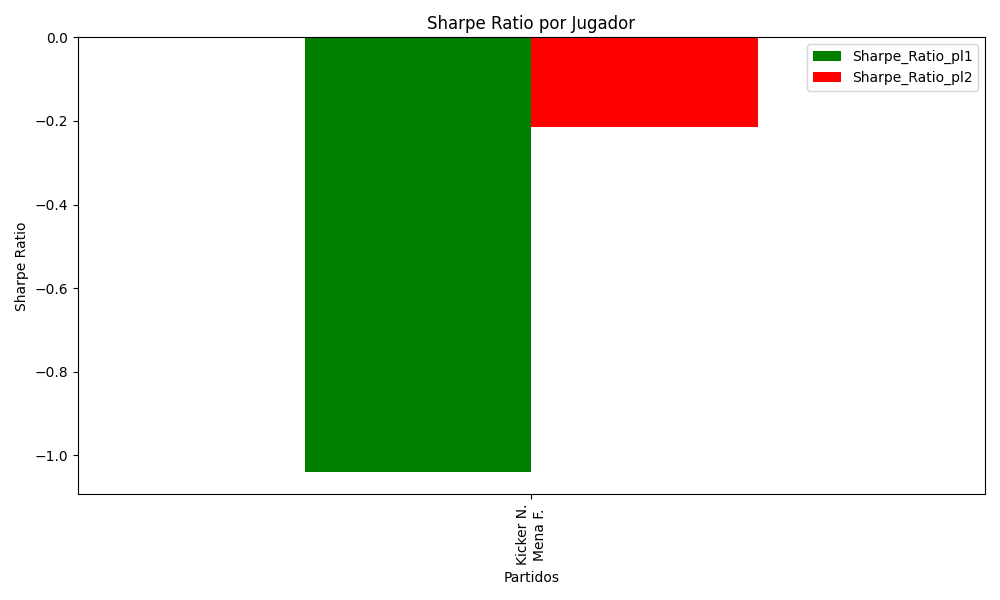 Sharpe Ratio por Jugador
Sharpe_Ratio_pl1
Sharpe_Ratio_pl2
Sharpe Ratio
0.0
−0.2
−0.4
−0.6
−0.8
−1.0
Kicker N.
Mena F.
Partidos